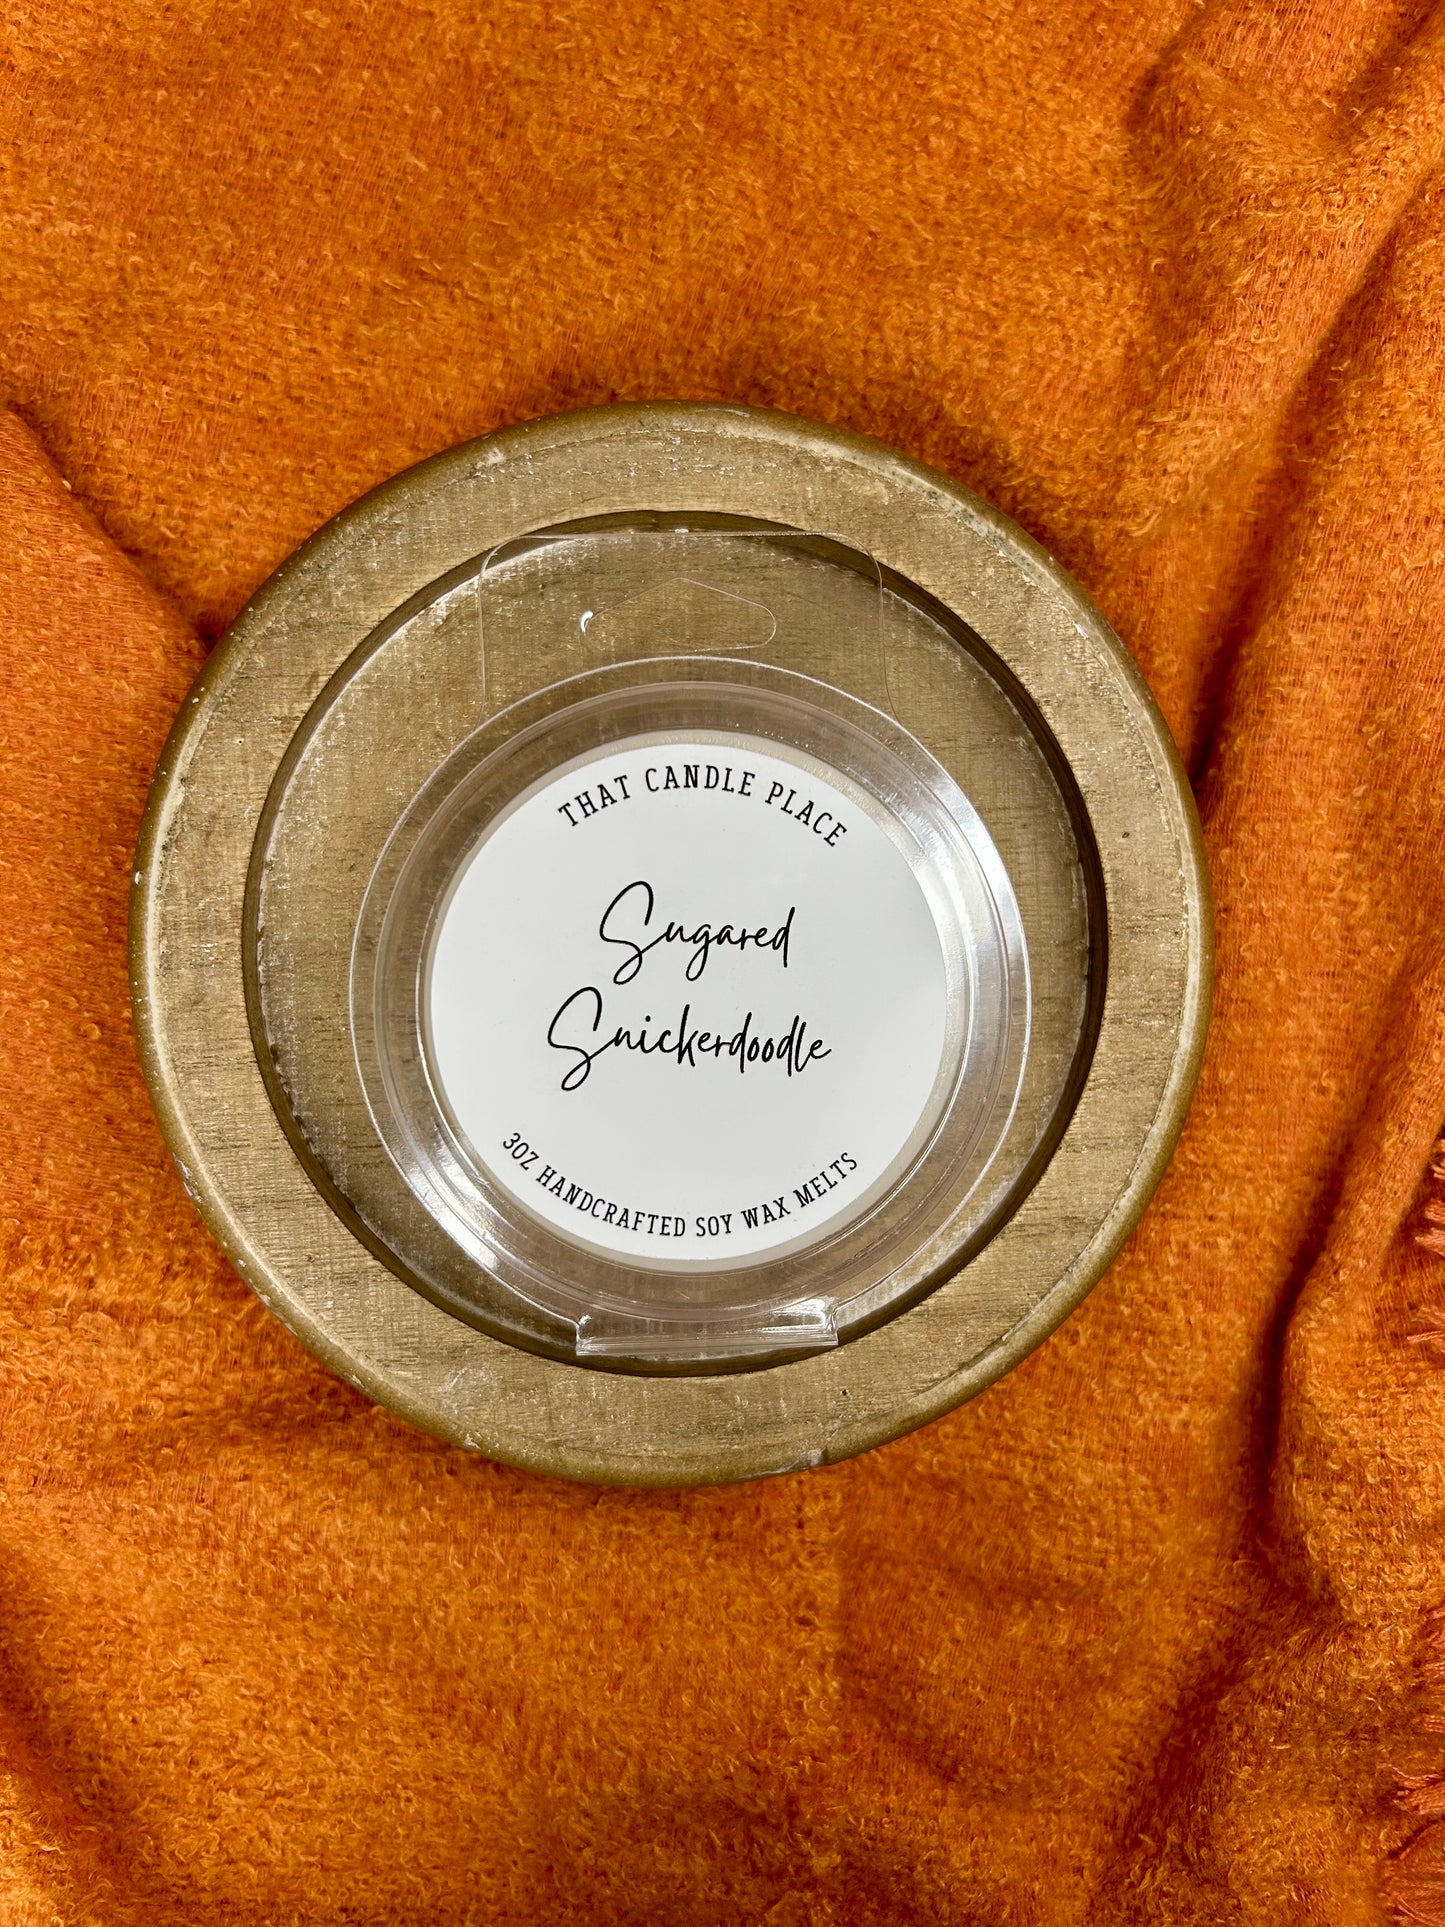 THAT CANDLE PLACE
Sugared
Snickerdoodle
3OZ HANDCRAFTED SOY WAX MELTS